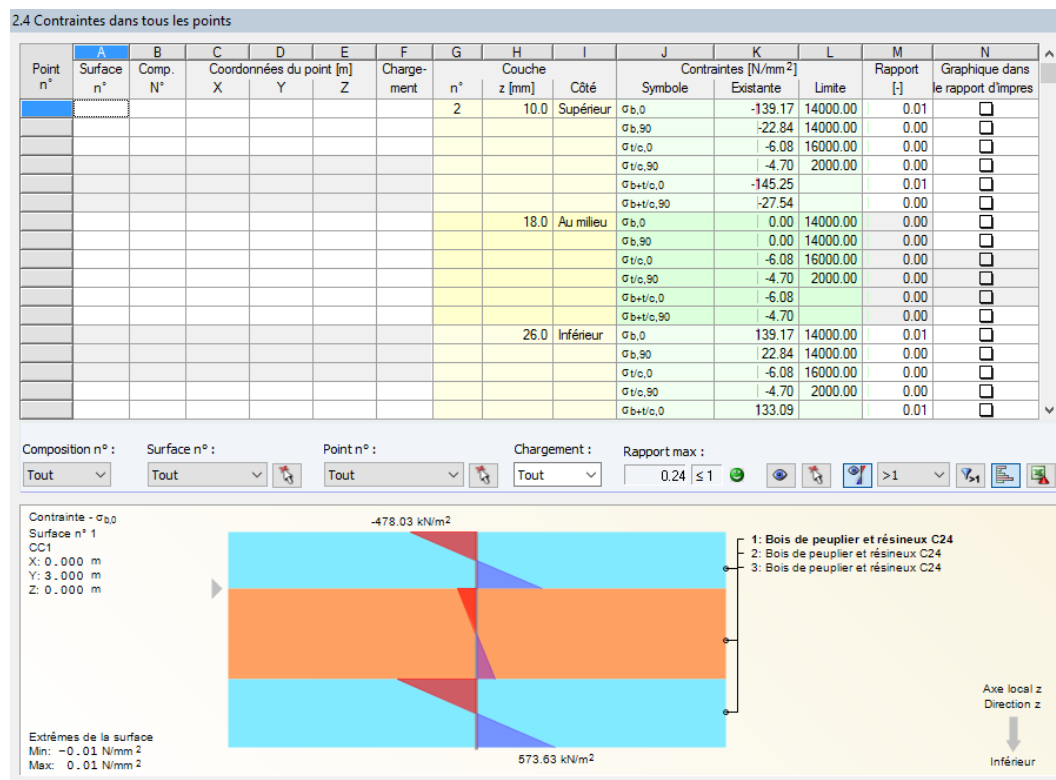 2.4 Contraintes dans tous les points
A B C D E F G H I J K L M N
Point Surface Comp. Coordonnées du point [m] Charge- Couche Contraintes [N/mm²] Rapport Graphique dans
n° n° N° X Y Z ment n° z [mm] Côté Symbole Existante Limite [-] le rapport d'impres
2 10.0 Supérieur σb,0 -139.17 14000.00 0.01
σb,90 -22.84 14000.00 0.00
σt/c,0 -6.08 16000.00 0.00
σt/c,90 -4.70 2000.00 0.00
σb+t/c,0 -145.25 0.01
σb+t/c,90 -27.54 0.00
18.0 Au milieu σb,0 0.00 14000.00 0.00
σb,90 0.00 14000.00 0.00
σt/c,0 -6.08 16000.00 0.00
σt/c,90 -4.70 2000.00 0.00
σb+t/c,0 -6.08 0.00
σb+t/c,90 -4.70 0.00
26.0 Inférieur σb,0 139.17 14000.00 0.01
σb,90 22.84 14000.00 0.00
σt/c,0 -6.08 16000.00 0.00
σt/c,90 -4.70 2000.00 0.00
σb+t/c,0 133.09 0.01
Composition n° : Surface n° : Point n° : Chargement : Rapport max :
Tout Tout Tout Tout 0.24 ≤ 1 >1
Contrainte - σb,0
Surface n° 1
CC1
X: 0.000 m
Y: 3.000 m
Z: 0.000 m
-478.03 kN/m²
1: Bois de peuplier et résineux C24
2: Bois de peuplier et résineux C24
3: Bois de peuplier et résineux C24
Axe local z
Direction z
Inférieur
573.63 kN/m²
Extrêmes de la surface
Min: -0.01 N/mm²
Max: 0.01 N/mm²